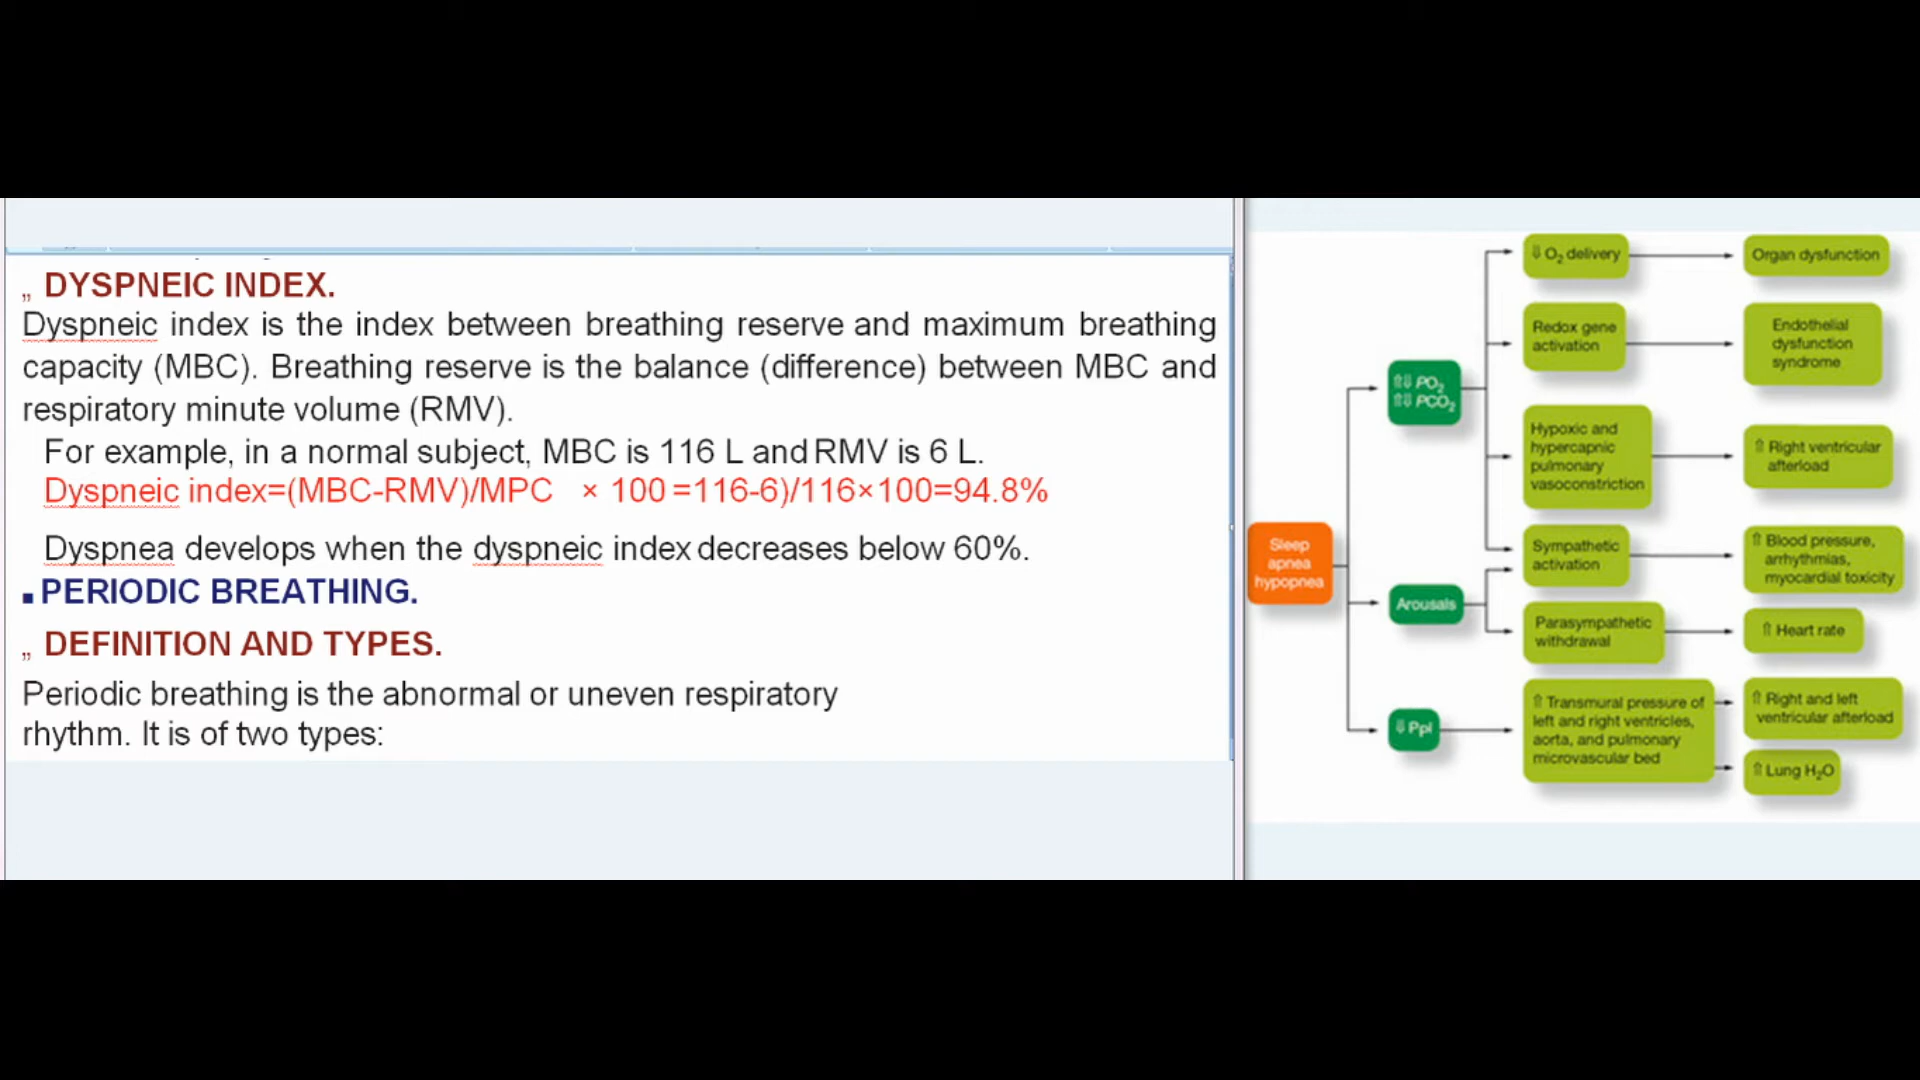 „ DYSPNEIC INDEX.
Dyspneic index is the index between breathing reserve and maximum breathing
capacity (MBC). Breathing reserve is the balance (difference) between MBC and
respiratory minute volume (RMV).
For example, in a normal subject, MBC is 116 L and RMV is 6 L.
Dyspneic index=(MBC-RMV)/MPC × 100 =116-6)/116×100=94.8%
Dyspnea develops when the dyspneic index decreases below 60%.
▪ PERIODIC BREATHING.
„ DEFINITION AND TYPES.
Periodic breathing is the abnormal or uneven respiratory
rhythm. It is of two types:
Sleep
apnea
hypopnea
⇑⇓ PO₂
⇑⇓ PCO₂
Arousals
⇓ Ppl
⇓ O₂ delivery
Redox gene
activation
Hypoxic and
hypercapnic
pulmonary
vasoconstriction
Sympathetic
activation
Parasympathetic
withdrawal
⇑ Transmural pressure of
left and right ventricles,
aorta, and pulmonary
microvascular bed
Organ dysfunction
Endothelial
dysfunction
syndrome
⇑ Right ventricular
afterload
⇑ Blood pressure,
arrhythmias,
myocardial toxicity
⇑ Heart rate
⇑ Right and left
ventricular afterload
⇑ Lung H₂O